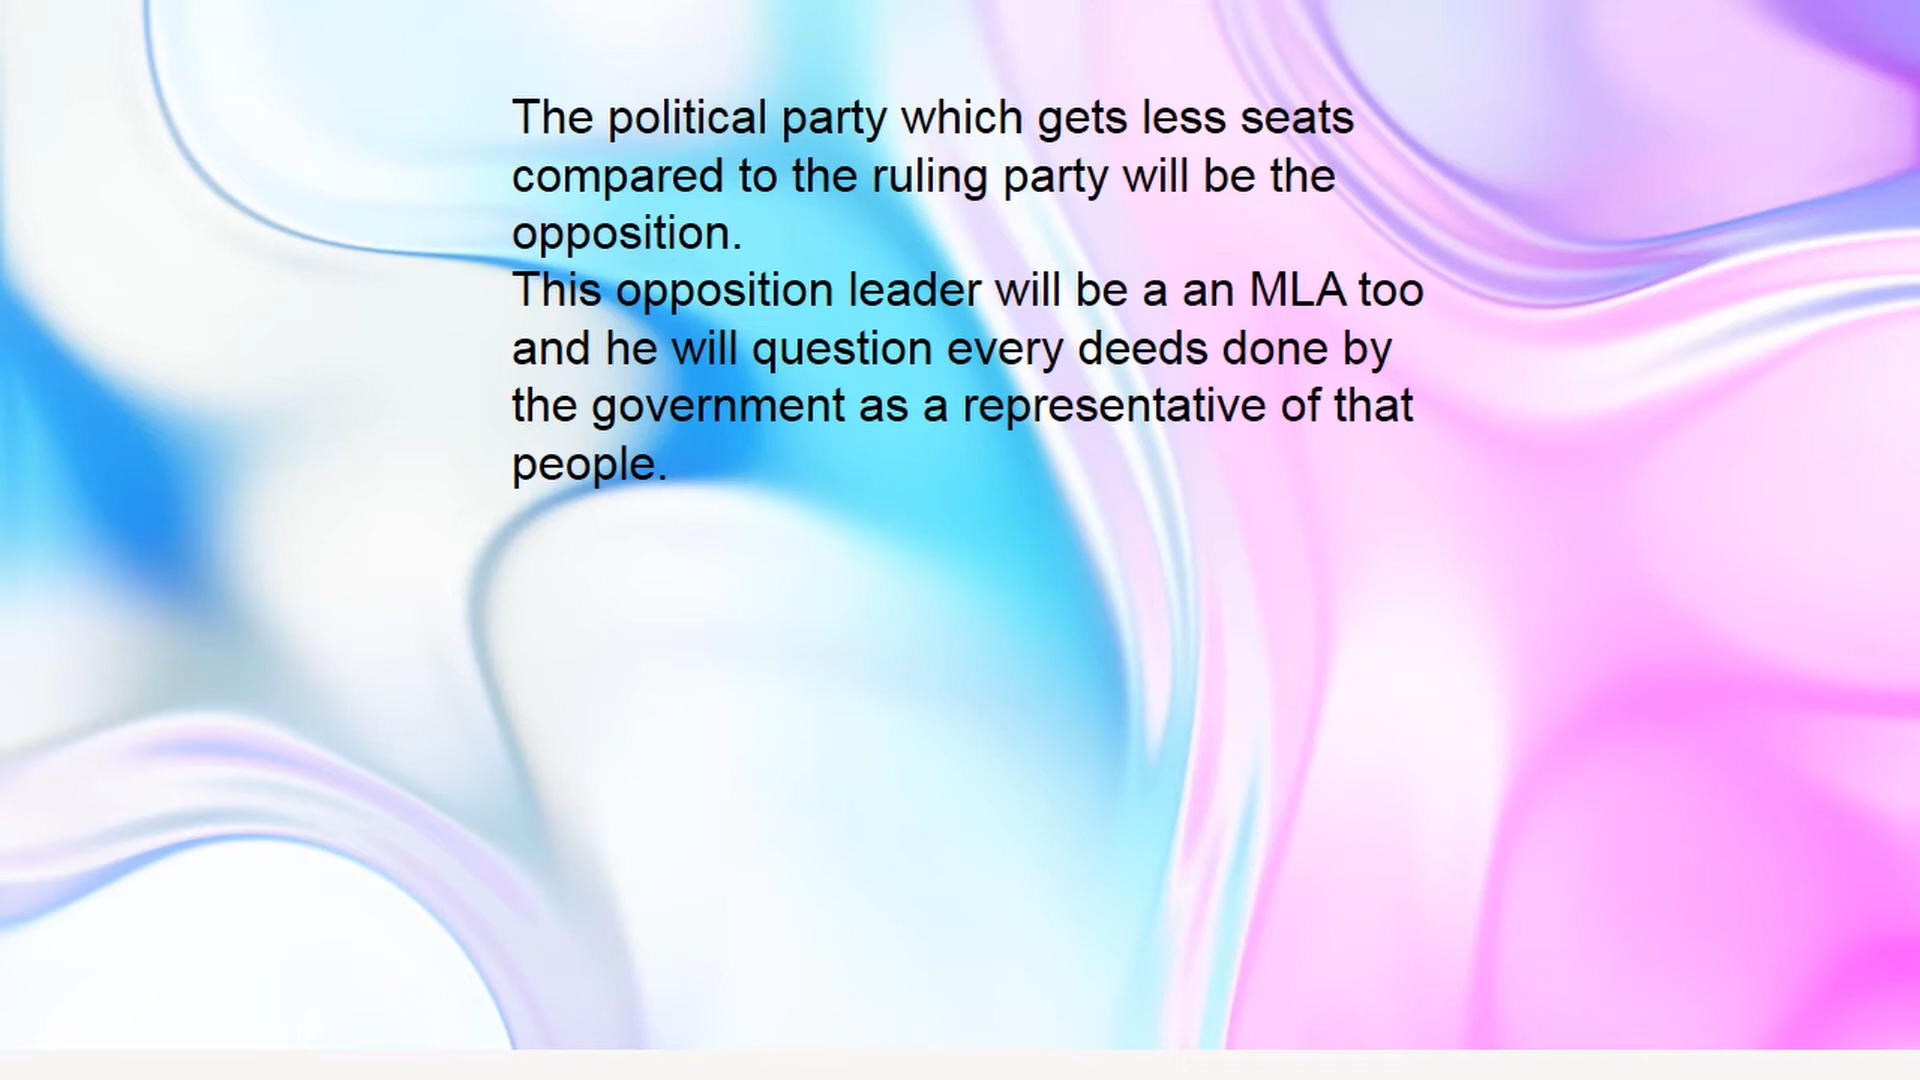 The political party which gets less seats
compared to the ruling party will be the
opposition.
This opposition leader will be a an MLA too
and he will question every deeds done by
the government as a representative of that
people.